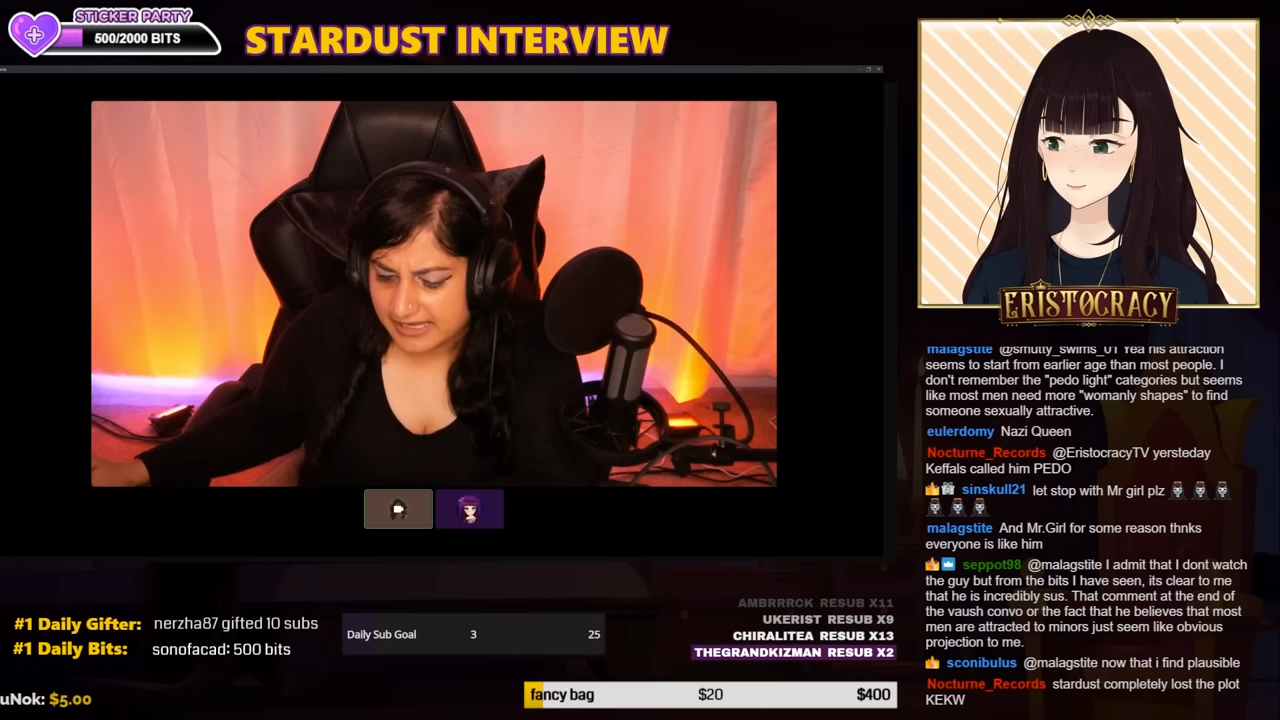 STICKER PARTY
500/2000 BITS
STARDUST INTERVIEW
ERISTOCRACY
malagstite @smutty_swims_01 Yea his attraction
seems to start from earlier age than most people. I
don't remember the "pedo light" categories but seems
like most men need more "womanly shapes" to find
someone sexually attractive.
eulerdomy Nazi Queen
Nocturne_Records @EristocracyTV yersteday
Keffals called him PEDO
sinskull21 let stop with Mr girl plz
malagstite And Mr.Girl for some reason thnks
everyone is like him
seppot98 @malagstite I admit that I dont watch
the guy but from the bits I have seen, its clear to me
that he is incredibly sus. That comment at the end of
the vaush convo or the fact that he believes that most
men are attracted to minors just seem like obvious
projection to me.
sconibulus @malagstite now that i find plausible
Nocturne_Records stardust completely lost the plot
KEKW
#1 Daily Gifter: nerzha87 gifted 10 subs
#1 Daily Bits: sonofacad: 500 bits
Daily Sub Goal 3 25
AMBRRRCK RESUB X11
UKERIST RESUB X9
CHIRALITEA RESUB X13
THEGRANDKIZMAN RESUB X2
uNok: $5.00
fancy bag $20 $400